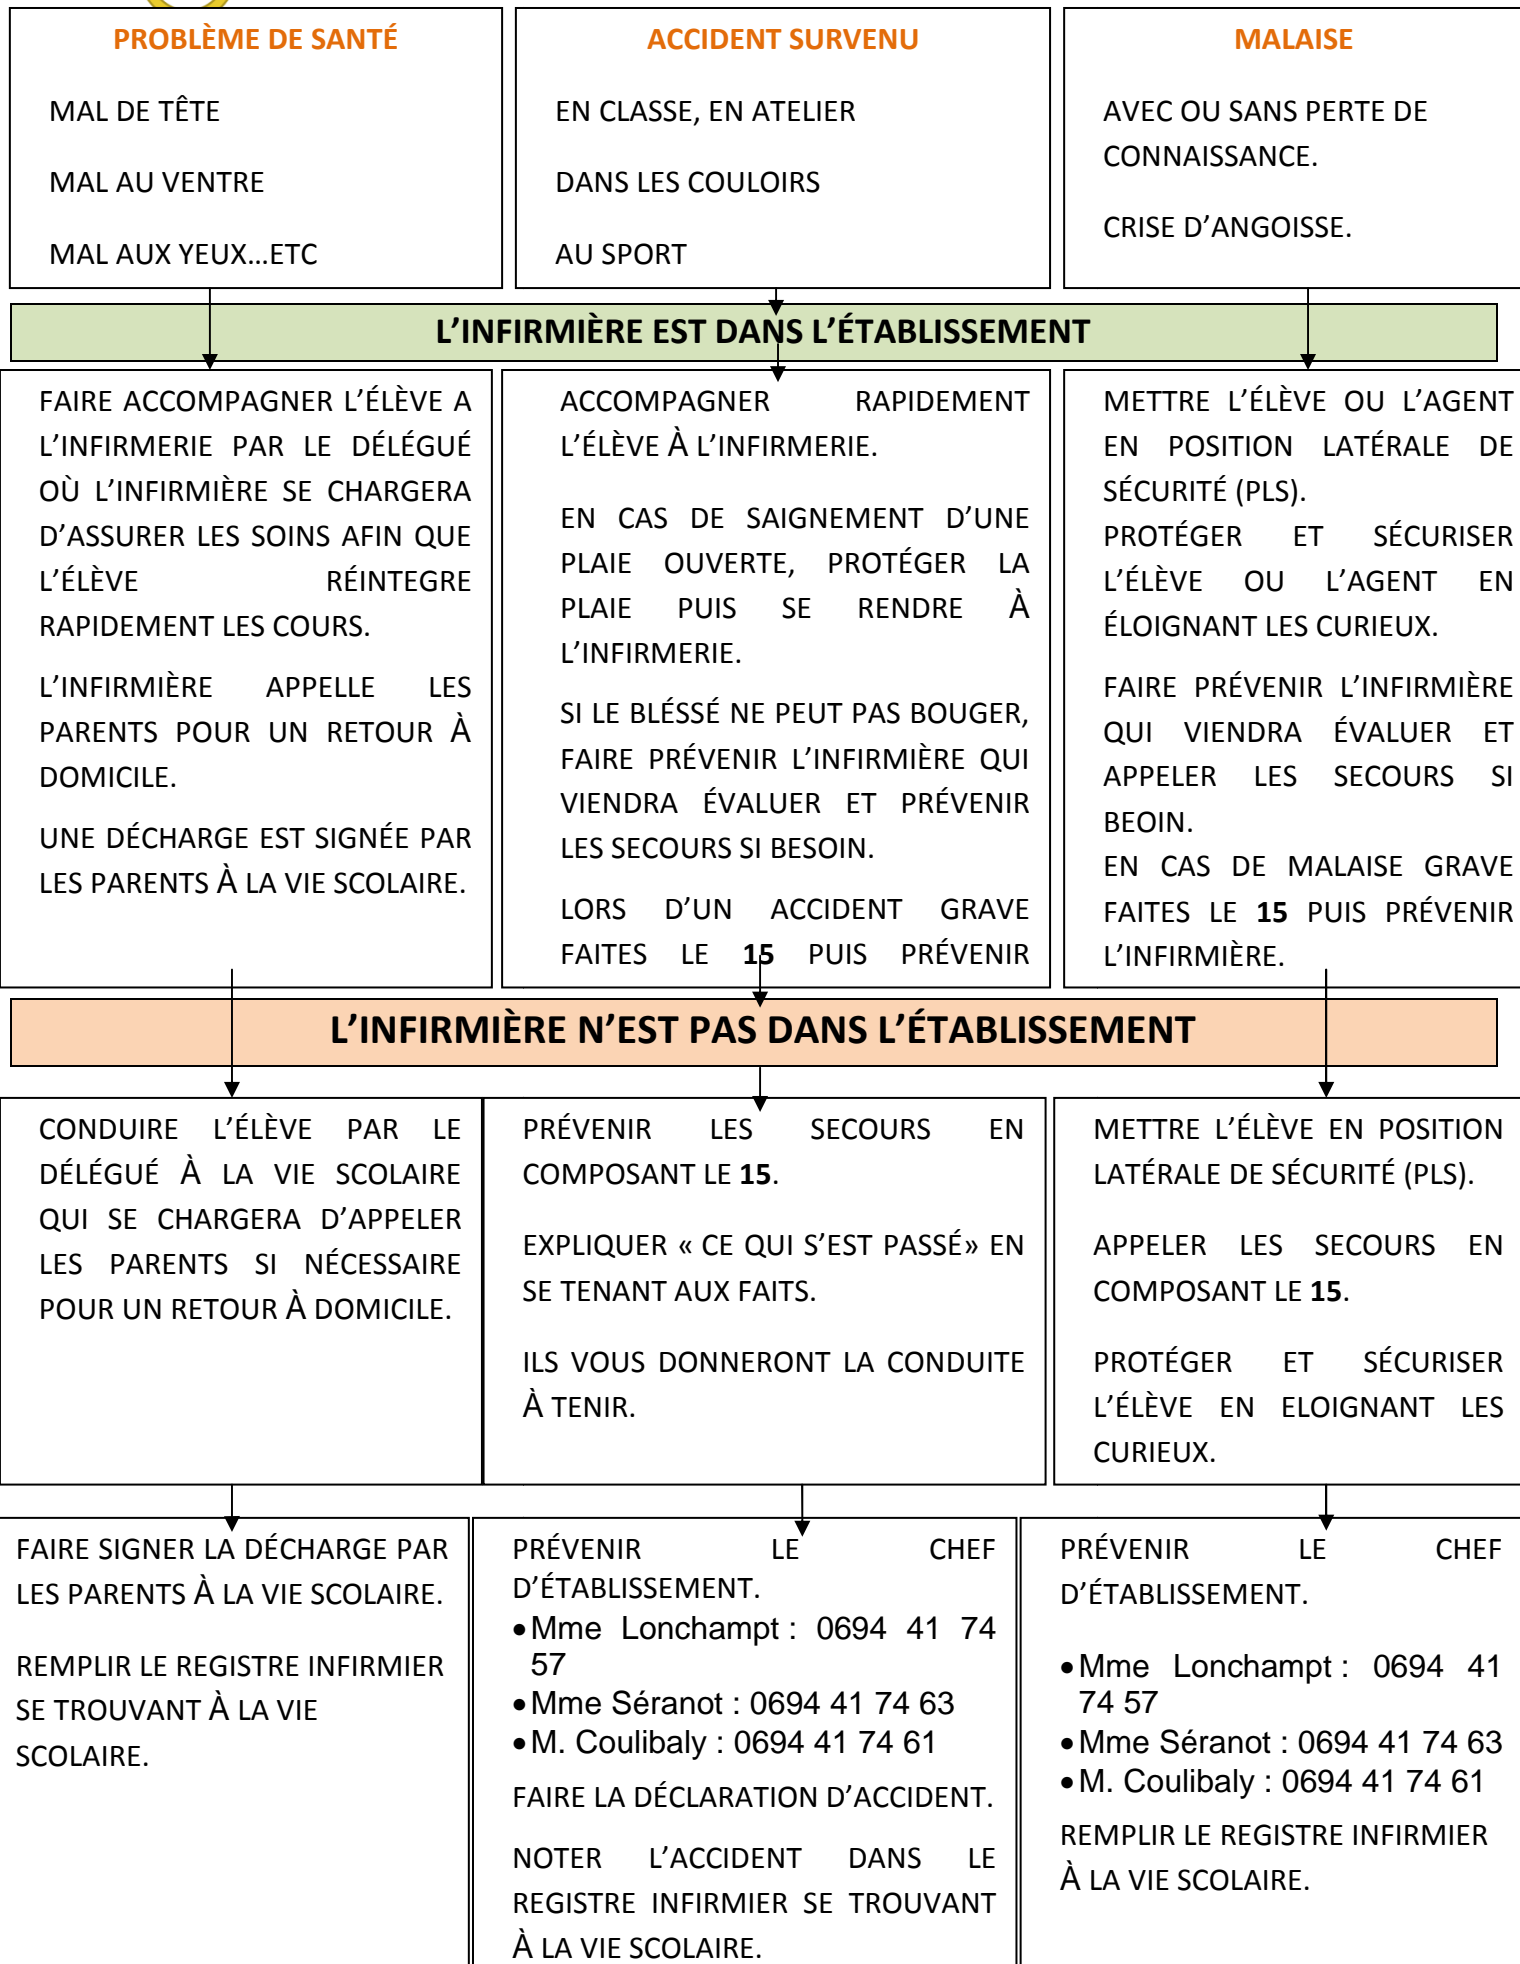 PROBLÈME DE SANTÉ
MAL DE TÊTE
MAL AU VENTRE
MAL AUX YEUX…ETC
ACCIDENT SURVENU
EN CLASSE, EN ATELIER
DANS LES COULOIRS
AU SPORT
MALAISE
AVEC OU SANS PERTE DE
CONNAISSANCE.
CRISE D’ANGOISSE.
L’INFIRMIÈRE EST DANS L’ÉTABLISSEMENT
FAIRE ACCOMPAGNER L’ÉLÈVE A
L’INFIRMERIE PAR LE DÉLÉGUÉ
OÙ L’INFIRMIÈRE SE CHARGERA
D’ASSURER LES SOINS AFIN QUE
L’ÉLÈVE RÉINTEGRE
RAPIDEMENT LES COURS.
L’INFIRMIÈRE APPELLE LES
PARENTS POUR UN RETOUR À
DOMICILE.
UNE DÉCHARGE EST SIGNÉE PAR
LES PARENTS À LA VIE SCOLAIRE.
ACCOMPAGNER RAPIDEMENT
L’ÉLÈVE À L’INFIRMERIE.
EN CAS DE SAIGNEMENT D’UNE
PLAIE OUVERTE, PROTÉGER LA
PLAIE PUIS SE RENDRE À
L’INFIRMERIE.
SI LE BLÉSSÉ NE PEUT PAS BOUGER,
FAIRE PRÉVENIR L’INFIRMIÈRE QUI
VIENDRA ÉVALUER ET PRÉVENIR
LES SECOURS SI BESOIN.
LORS D’UN ACCIDENT GRAVE
FAITES LE 15 PUIS PRÉVENIR
METTRE L’ÉLÈVE OU L’AGENT
EN POSITION LATÉRALE DE
SÉCURITÉ (PLS).
PROTÉGER ET SÉCURISER
L’ÉLÈVE OU L’AGENT EN
ÉLOIGNANT LES CURIEUX.
FAIRE PRÉVENIR L’INFIRMIÈRE
QUI VIENDRA ÉVALUER ET
APPELER LES SECOURS SI
BEOIN.
EN CAS DE MALAISE GRAVE
FAITES LE 15 PUIS PRÉVENIR
L’INFIRMIÈRE.
L’INFIRMIÈRE N’EST PAS DANS L’ÉTABLISSEMENT
CONDUIRE L’ÉLÈVE PAR LE
DÉLÉGUÉ À LA VIE SCOLAIRE
QUI SE CHARGERA D’APPELER
LES PARENTS SI NÉCESSAIRE
POUR UN RETOUR À DOMICILE.
PRÉVENIR LES SECOURS EN
COMPOSANT LE 15.
EXPLIQUER « CE QUI S’EST PASSÉ» EN
SE TENANT AUX FAITS.
ILS VOUS DONNERONT LA CONDUITE
À TENIR.
METTRE L’ÉLÈVE EN POSITION
LATÉRALE DE SÉCURITÉ (PLS).
APPELER LES SECOURS EN
COMPOSANT LE 15.
PROTÉGER ET SÉCURISER
L’ÉLÈVE EN ELOIGNANT LES
CURIEUX.
FAIRE SIGNER LA DÉCHARGE PAR
LES PARENTS À LA VIE SCOLAIRE.
REMPLIR LE REGISTRE INFIRMIER
SE TROUVANT À LA VIE
SCOLAIRE.
PRÉVENIR LE CHEF
D’ÉTABLISSEMENT.
• Mme Lonchampt : 0694 41 74
57
• Mme Séranot : 0694 41 74 63
• M. Coulibaly : 0694 41 74 61
FAIRE LA DÉCLARATION D’ACCIDENT.
NOTER L’ACCIDENT DANS LE
REGISTRE INFIRMIER SE TROUVANT
À LA VIE SCOLAIRE.
PRÉVENIR LE CHEF
D’ÉTABLISSEMENT.
• Mme Lonchampt : 0694 41
74 57
• Mme Séranot : 0694 41 74 63
• M. Coulibaly : 0694 41 74 61
REMPLIR LE REGISTRE INFIRMIER
À LA VIE SCOLAIRE.